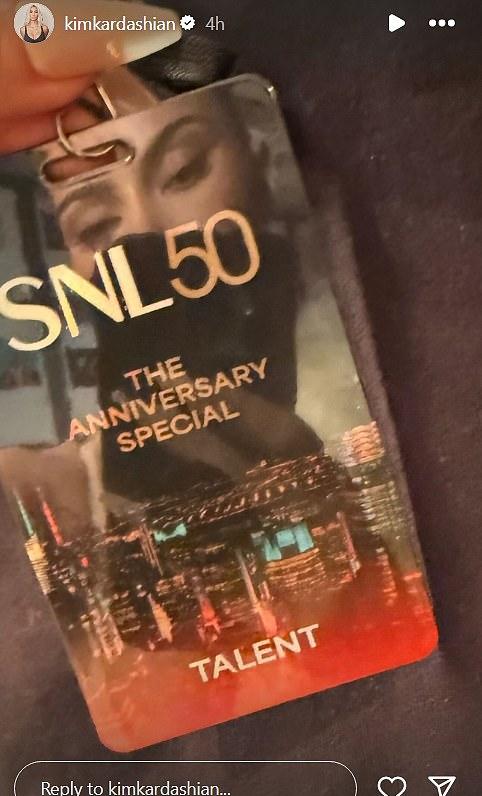 kimkardashian 4h
SNL50
THE
ANNIVERSARY
SPECIAL
TALENT
Reply to kimkardashian...